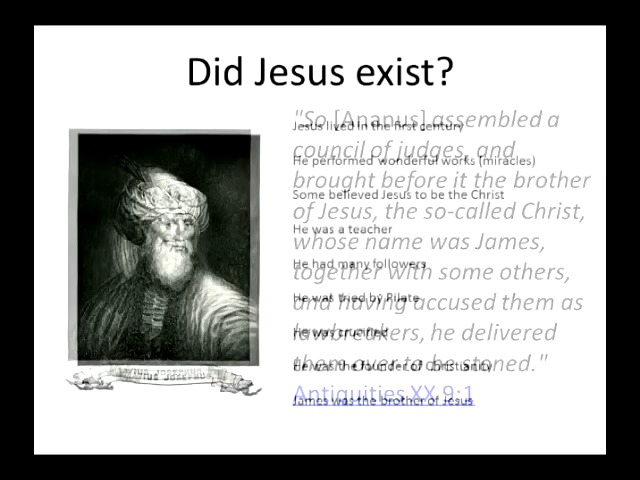 Did Jesus exist?
"So [Ananus] assembled a
council of judges, and
brought before it the brother
of Jesus, the so-called Christ,
whose name was James,
together with some others,
and having accused them as
lawbreakers, he delivered
them over to be stoned."
Antiquities XX 9:1
Jesus lived in the first century
He performed wonderful works (miracles)
Some believed Jesus to be the Christ
He was a teacher
He had many followers
He was tried by Pilate
He was crucified
He was the founder of Christianity
James was the brother of Jesus